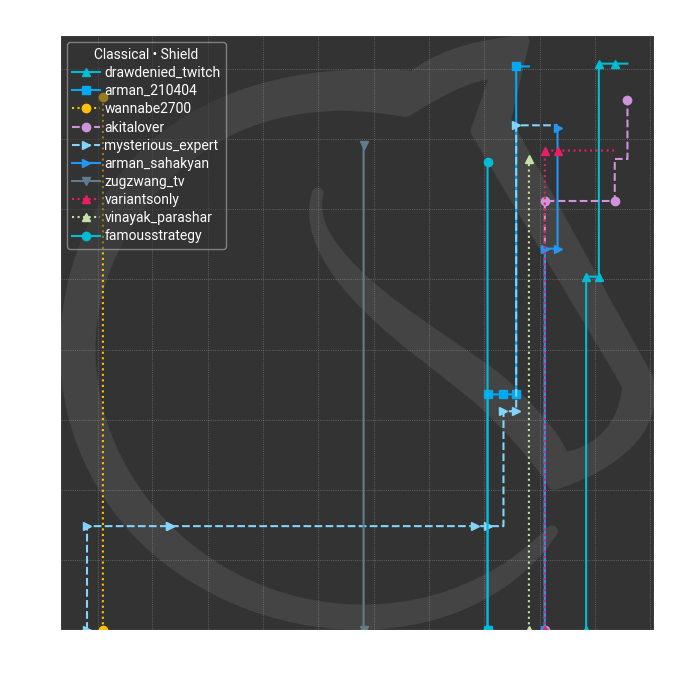 Classical • Shield
drawdenied_twitch
arman_210404
wannabe2700
akitalover
mysterious_expert
arman_sahakyan
zugzwang_tv
variantsonly
vinayak_parashar
famousstrategy